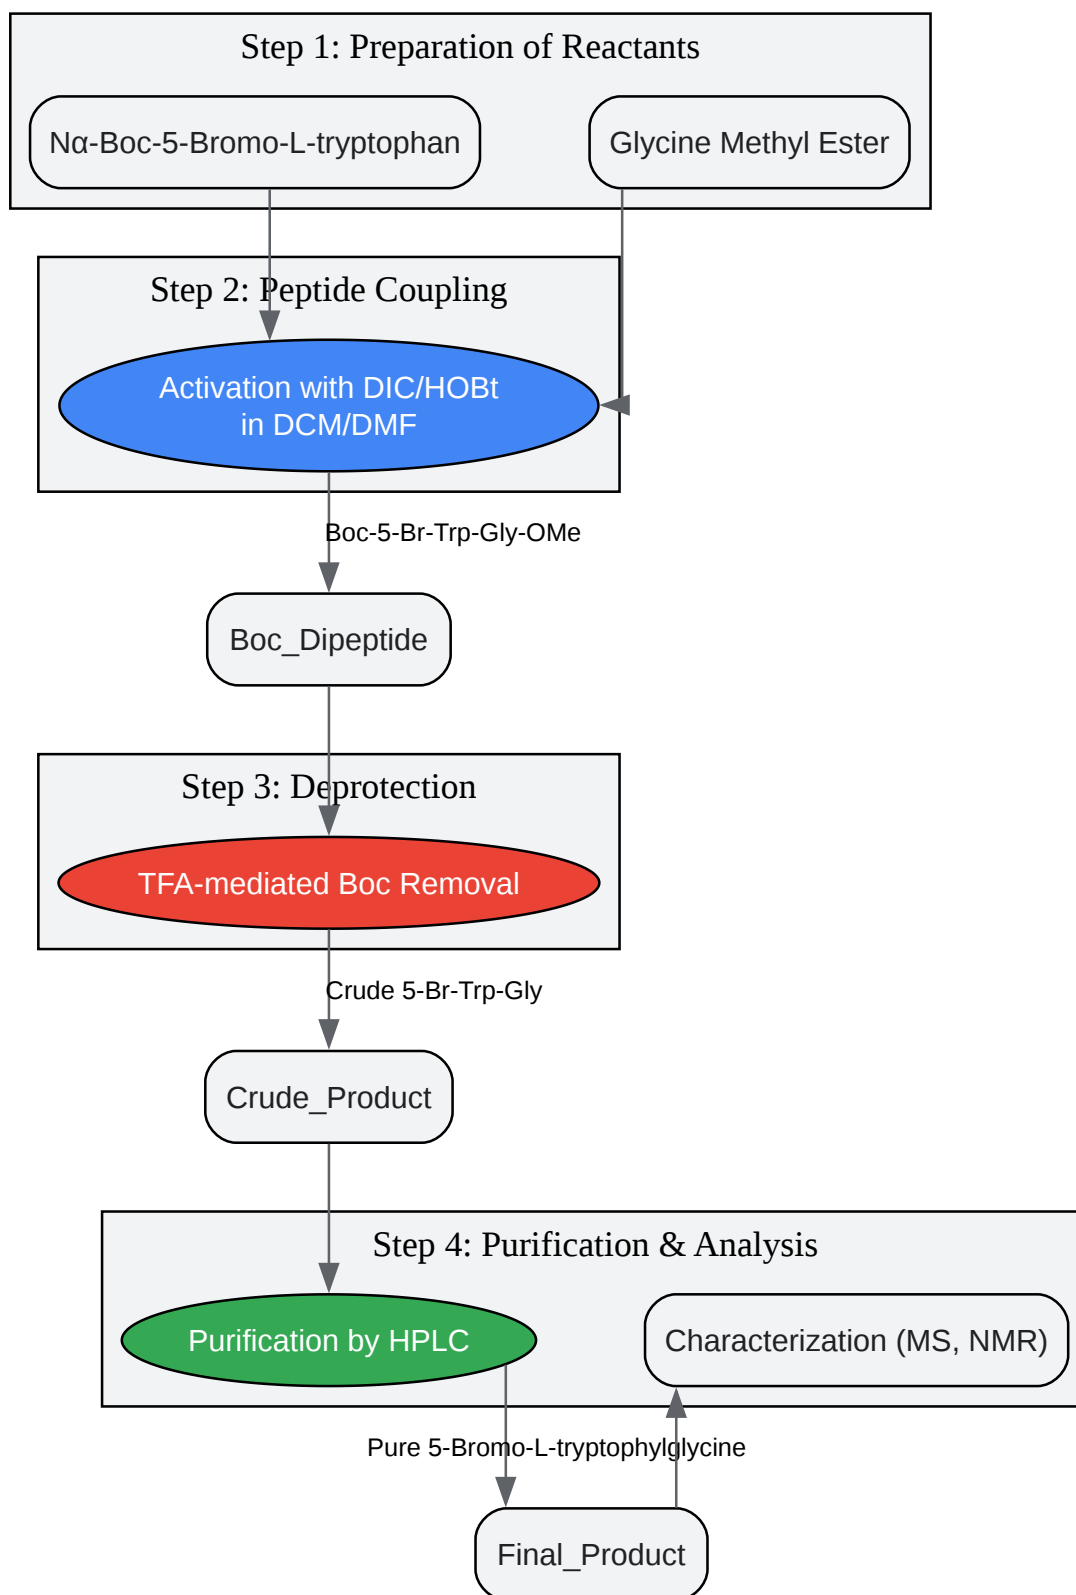 Step 1: Preparation of Reactants
Nα-Boc-5-Bromo-L-tryptophan
Glycine Methyl Ester
Step 2: Peptide Coupling
Activation with DIC/HOBt
in DCM/DMF
Boc-5-Br-Trp-Gly-OMe
Boc_Dipeptide
Step 3: Deprotection
TFA-mediated Boc Removal
Crude 5-Br-Trp-Gly
Crude_Product
Step 4: Purification & Analysis
Purification by HPLC
Characterization (MS, NMR)
Pure 5-Bromo-L-tryptophylglycine
Final_Product